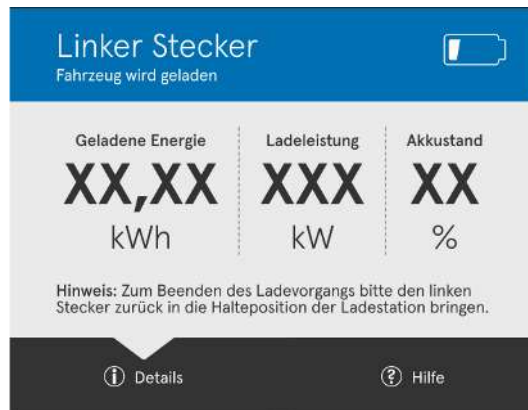 Linker Stecker
Fahrzeug wird geladen
Geladene Energie
XX,XX
kWh
Ladeleistung
XXX
kW
Akkustand
XX
%
Hinweis: Zum Beenden des Ladevorgangs bitte den linken
Stecker zurück in die Halteposition der Ladestation bringen.
Details
Hilfe